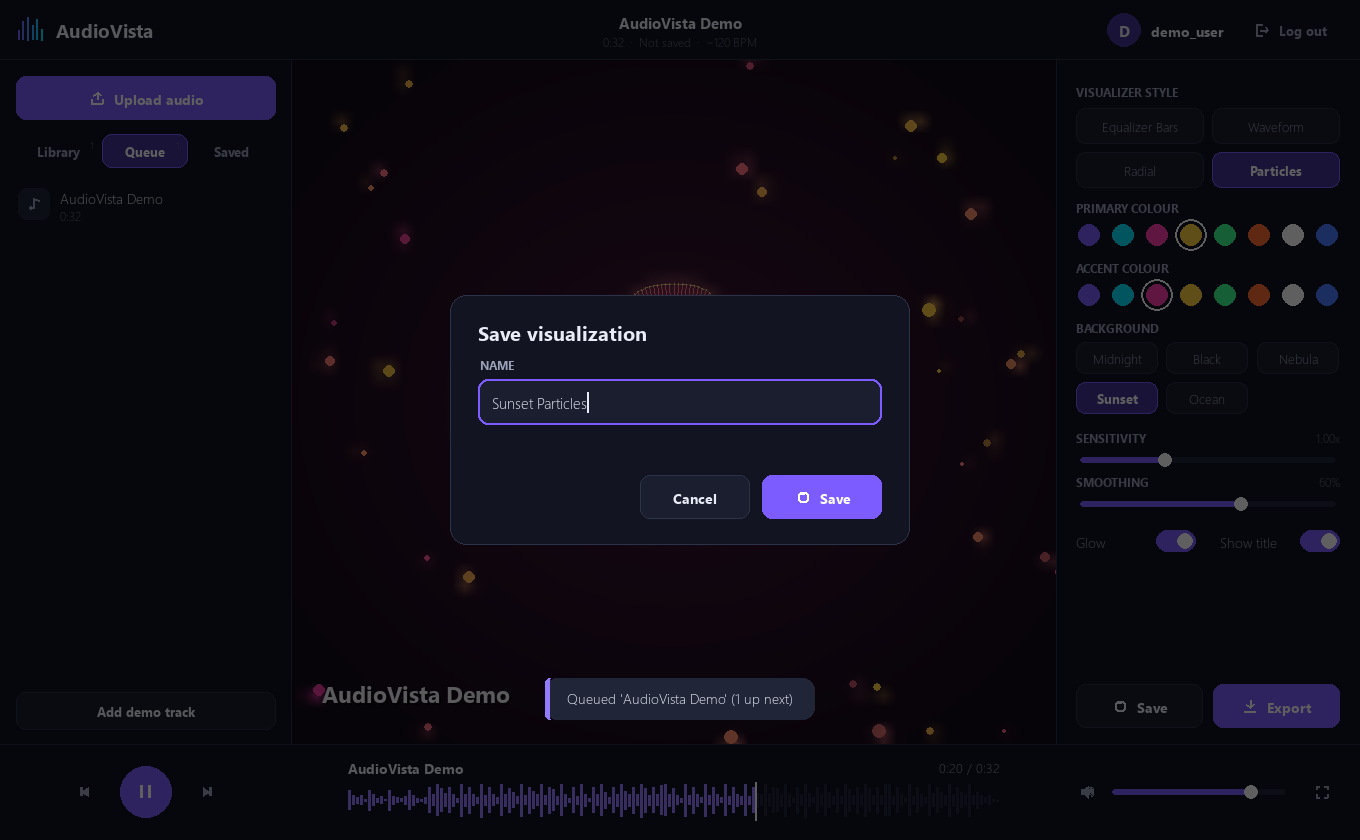 AudioVista
AudioVista Demo
0:32 · Not saved · ~120 BPM
D
demo_user
Log out
Upload audio
Library 1
Queue 1
Saved
AudioVista Demo
0:32
Add demo track
Save visualization
NAME
Sunset Particles
Cancel
Save
AudioVista Demo
Queued 'AudioVista Demo' (1 up next)
VISUALIZER STYLE
Equalizer Bars
Waveform
Radial
Particles
PRIMARY COLOUR
ACCENT COLOUR
BACKGROUND
Midnight
Black
Nebula
Sunset
Ocean
SENSITIVITY 1.00x
SMOOTHING 60%
Glow
Show title
Save
Export
AudioVista Demo
0:20 / 0:32